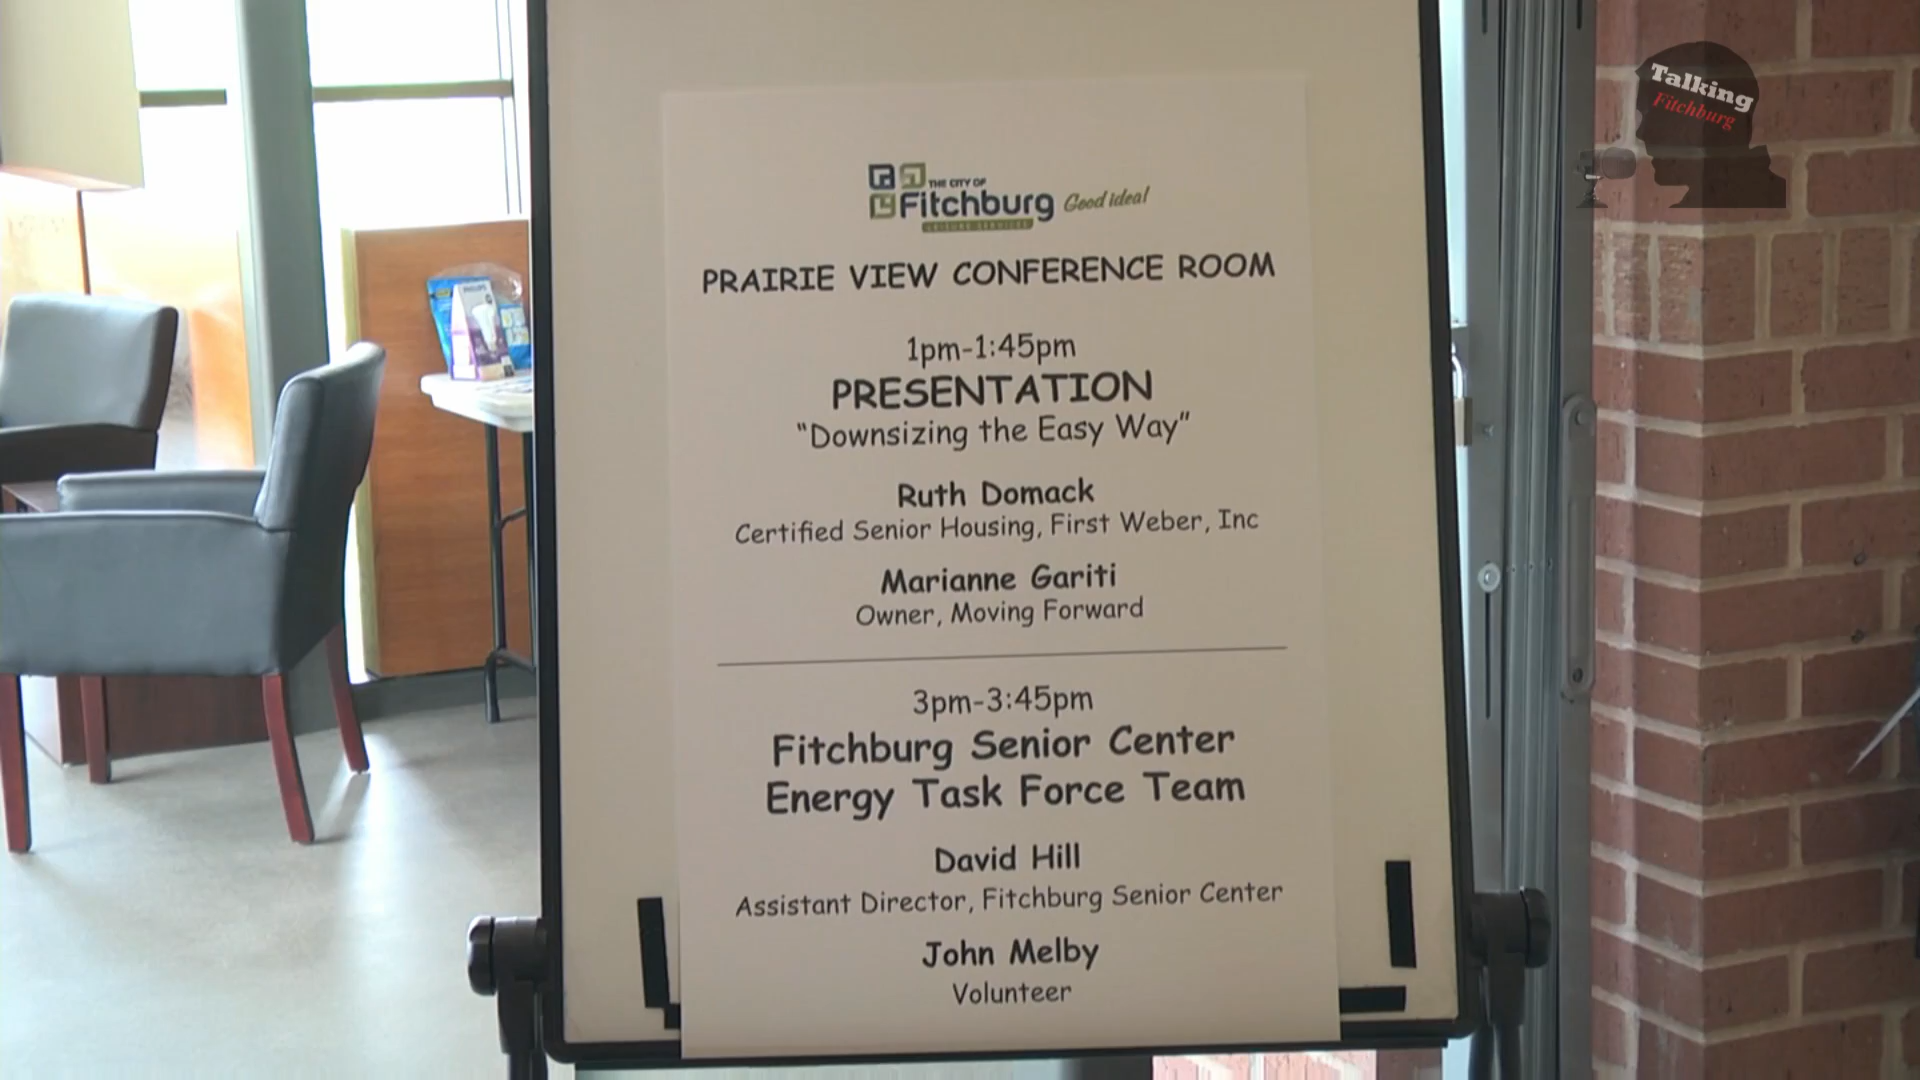 Talking
Fitchburg
THE CITY OF
Fitchburg Good idea!
LEISURE SERVICES
PRAIRIE VIEW CONFERENCE ROOM
1pm-1:45pm
PRESENTATION
“Downsizing the Easy Way”
Ruth Domack
Certified Senior Housing, First Weber, Inc
Marianne Gariti
Owner, Moving Forward
3pm-3:45pm
Fitchburg Senior Center
Energy Task Force Team
David Hill
Assistant Director, Fitchburg Senior Center
John Melby
Volunteer
PHILIPS